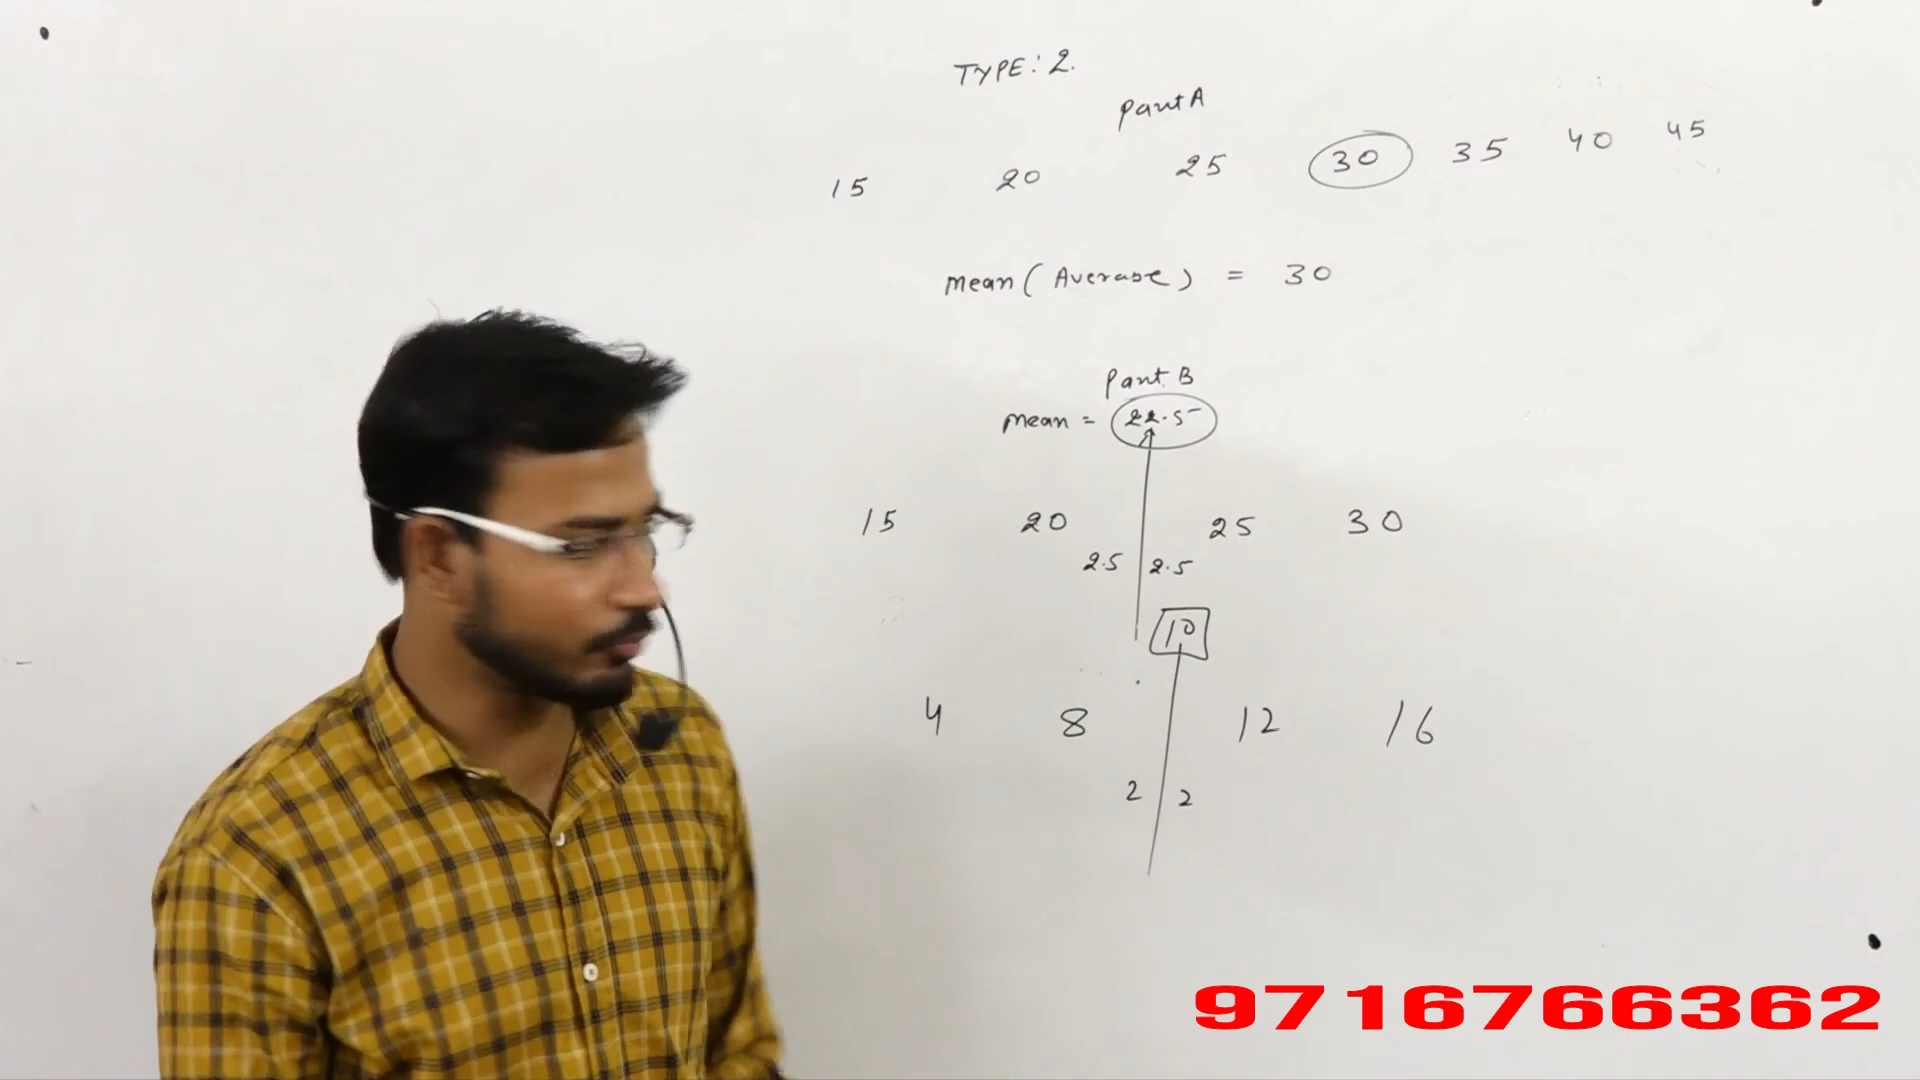 TYPE: 2.
Part A
15 20 25 30 35 40 45
mean (Average) = 30
Part B
mean = 22.5
15 20 25 30
2.5 2.5
10
4 8 12 16
2 2
9716766362